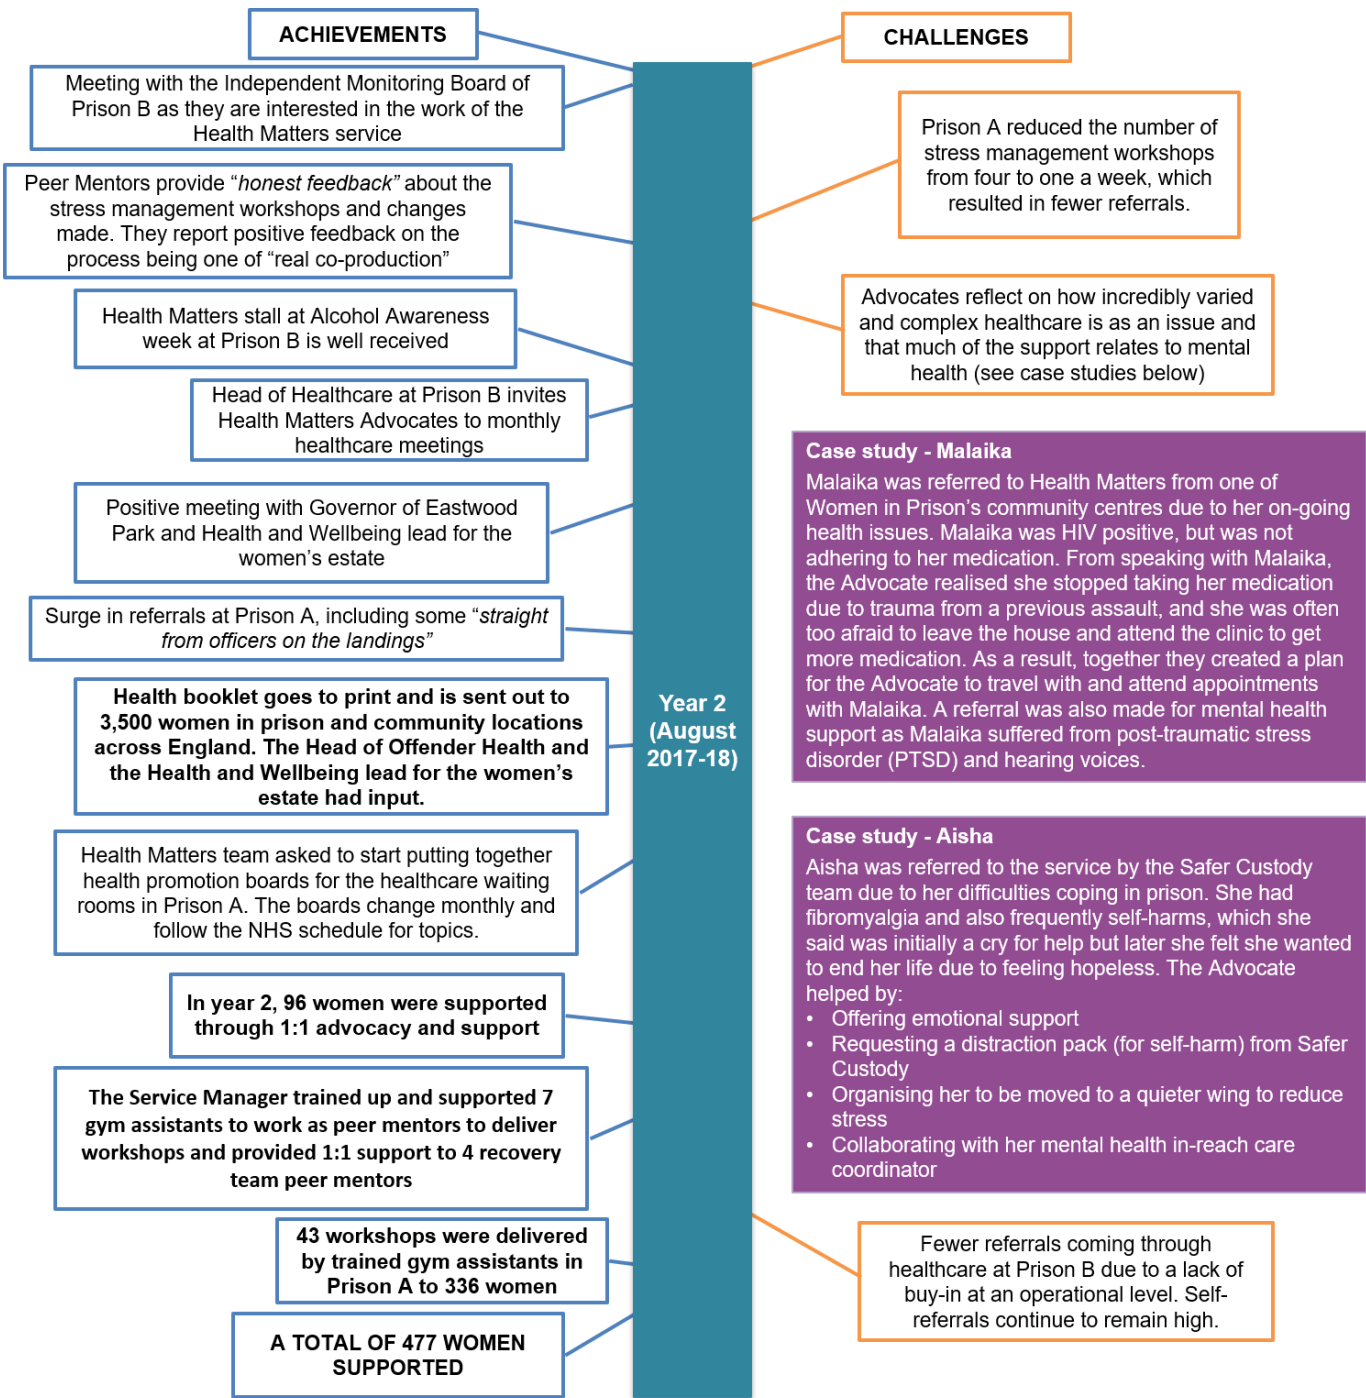 ACHIEVEMENTS
Meeting with the Independent Monitoring Board of
Prison B as they are interested in the work of the
Health Matters service
Peer Mentors provide “honest feedback” about the
stress management workshops and changes
made. They report positive feedback on the
process being one of “real co-production”
Health Matters stall at Alcohol Awareness
week at Prison B is well received
Head of Healthcare at Prison B invites
Health Matters Advocates to monthly
healthcare meetings
Positive meeting with Governor of Eastwood
Park and Health and Wellbeing lead for the
women’s estate
Surge in referrals at Prison A, including some “straight
from officers on the landings”
Health booklet goes to print and is sent out to
3,500 women in prison and community locations
across England. The Head of Offender Health and
the Health and Wellbeing lead for the women’s
estate had input.
Health Matters team asked to start putting together
health promotion boards for the healthcare waiting
rooms in Prison A. The boards change monthly and
follow the NHS schedule for topics.
In year 2, 96 women were supported
through 1:1 advocacy and support
The Service Manager trained up and supported 7
gym assistants to work as peer mentors to deliver
workshops and provided 1:1 support to 4 recovery
team peer mentors
43 workshops were delivered
by trained gym assistants in
Prison A to 336 women
A TOTAL OF 477 WOMEN
SUPPORTED
Year 2
(August
2017-18)
CHALLENGES
Prison A reduced the number of
stress management workshops
from four to one a week, which
resulted in fewer referrals.
Advocates reflect on how incredibly varied
and complex healthcare is as an issue and
that much of the support relates to mental
health (see case studies below)
Case study - Malaika
Malaika was referred to Health Matters from one of
Women in Prison’s community centres due to her on-going
health issues. Malaika was HIV positive, but was not
adhering to her medication. From speaking with Malaika,
the Advocate realised she stopped taking her medication
due to trauma from a previous assault, and she was often
too afraid to leave the house and attend the clinic to get
more medication. As a result, together they created a plan
for the Advocate to travel with and attend appointments
with Malaika. A referral was also made for mental health
support as Malaika suffered from post-traumatic stress
disorder (PTSD) and hearing voices.
Case study - Aisha
Aisha was referred to the service by the Safer Custody
team due to her difficulties coping in prison. She had
fibromyalgia and also frequently self-harms, which she
said was initially a cry for help but later she felt she wanted
to end her life due to feeling hopeless. The Advocate
helped by:
• Offering emotional support
• Requesting a distraction pack (for self-harm) from Safer
Custody
• Organising her to be moved to a quieter wing to reduce
stress
• Collaborating with her mental health in-reach care
coordinator
Fewer referrals coming through
healthcare at Prison B due to a lack of
buy-in at an operational level. Self-
referrals continue to remain high.